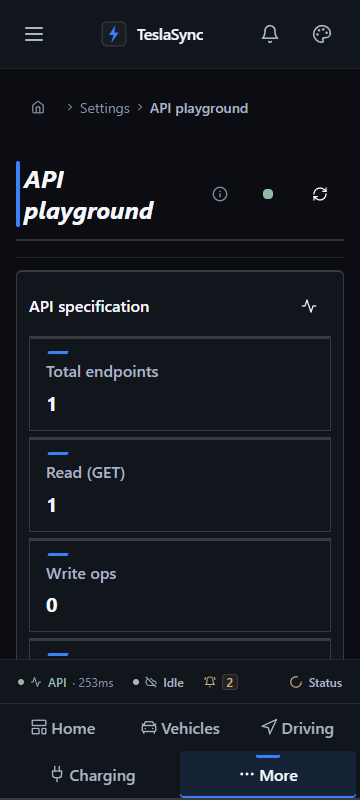 TeslaSync
Settings
API playground
API
playground
API specification
Total endpoints
1
Read (GET)
1
Write ops
0
API · 253ms
Idle
2
Status
Home
Vehicles
Driving
Charging
More